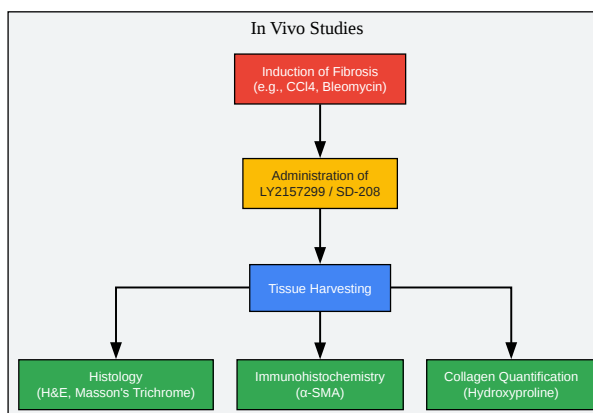 In Vivo Studies
Induction of Fibrosis
(e.g., CCl4, Bleomycin)
Administration of
LY2157299 / SD-208
Tissue Harvesting
Histology
(H&E, Masson's Trichrome)
Immunohistochemistry
(α-SMA)
Collagen Quantification
(Hydroxyproline)